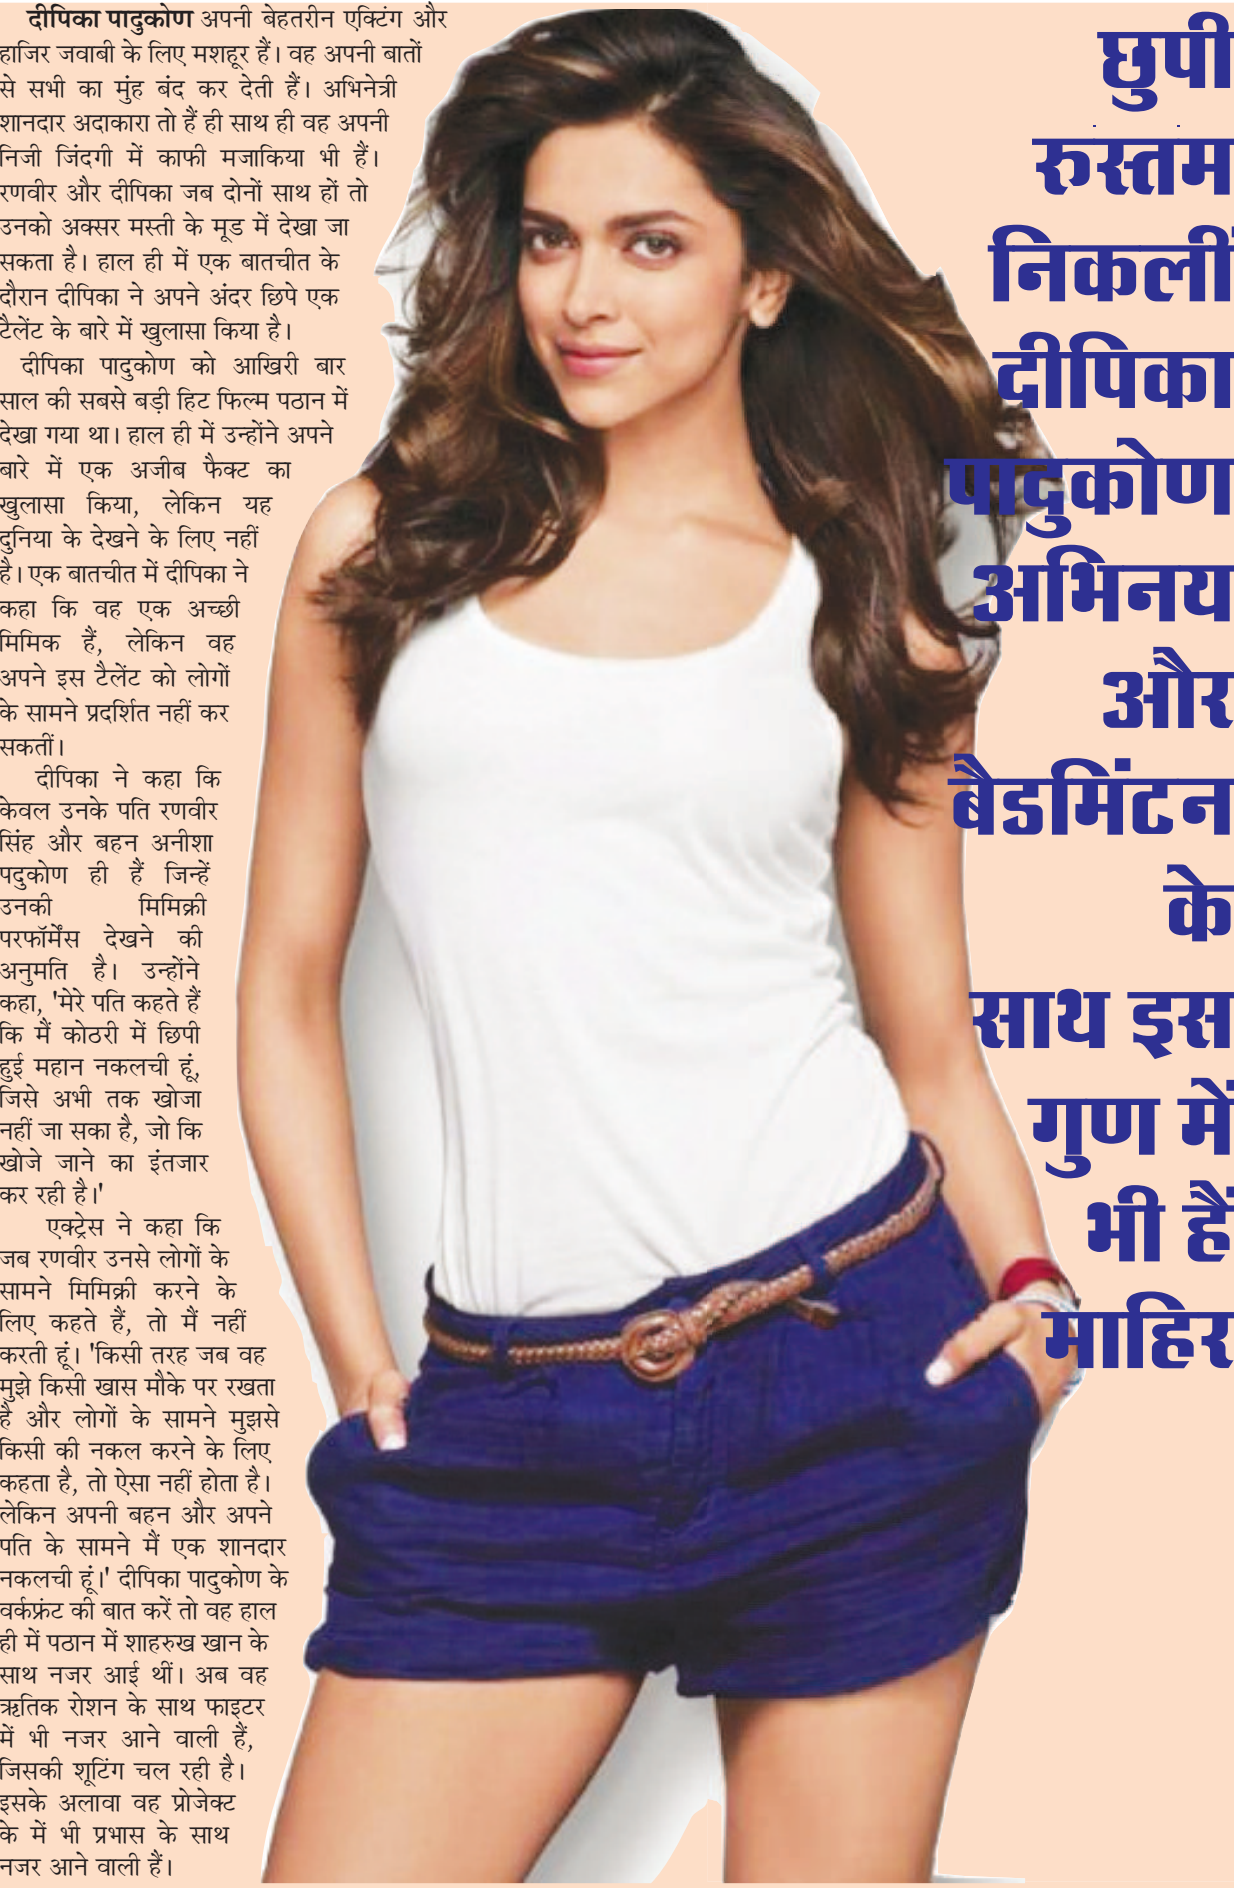 छुपी
रुस्तम
निकलीं
दीपिका
पादुकोण
अभिनय
और
बैडमिंटन
के
साथ इस
गुण में
भी हैं
माहिर
दीपिका पादुकोण अपनी बेहतरीन एक्टिंग और
हाजिर जवाबी के लिए मशहूर हैं। वह अपनी बातों
से सभी का मुंह बंद कर देती हैं। अभिनेत्री
शानदार अदाकारा तो हैं ही साथ ही वह अपनी
निजी जिंदगी में काफी मजाकिया भी हैं।
रणवीर और दीपिका जब दोनों साथ हों तो
उनको अक्सर मस्ती के मूड में देखा जा
सकता है। हाल ही में एक बातचीत के
दौरान दीपिका ने अपने अंदर छिपे एक
टैलेंट के बारे में खुलासा किया है।
दीपिका पादुकोण को आखिरी बार
साल की सबसे बड़ी हिट फिल्म पठान में
देखा गया था। हाल ही में उन्होंने अपने
बारे में एक अजीब फैक्ट का
खुलासा किया, लेकिन यह
दुनिया के देखने के लिए नहीं
है। एक बातचीत में दीपिका ने
कहा कि वह एक अच्छी
मिमिक हैं, लेकिन वह
अपने इस टैलेंट को लोगों
के सामने प्रदर्शित नहीं कर
सकतीं।
दीपिका ने कहा कि
केवल उनके पति रणवीर
सिंह और बहन अनीशा
पदुकोण ही हैं जिन्हें
उनकी मिमिक्री
परफॉर्मेंस देखने की
अनुमति है। उन्होंने
कहा, 'मेरे पति कहते हैं
कि मैं कोठरी में छिपी
हुई महान नकलची हूं,
जिसे अभी तक खोजा
नहीं जा सका है, जो कि
खोजे जाने का इंतजार
कर रही है।'
एक्ट्रेस ने कहा कि
जब रणवीर उनसे लोगों के
सामने मिमिक्री करने के
लिए कहते हैं, तो मैं नहीं
करती हूं। 'किसी तरह जब वह
मुझे किसी खास मौके पर रखता
है और लोगों के सामने मुझसे
किसी की नकल करने के लिए
कहता है, तो ऐसा नहीं होता है।
लेकिन अपनी बहन और अपने
पति के सामने मैं एक शानदार
नकलची हूं।' दीपिका पादुकोण के
वर्कफ्रंट की बात करें तो वह हाल
ही में पठान में शाहरुख खान के
साथ नजर आई थीं। अब वह
ऋतिक रोशन के साथ फाइटर
में भी नजर आने वाली हैं,
जिसकी शूटिंग चल रही है।
इसके अलावा वह प्रोजेक्ट
के में भी प्रभास के साथ
नजर आने वाली हैं।